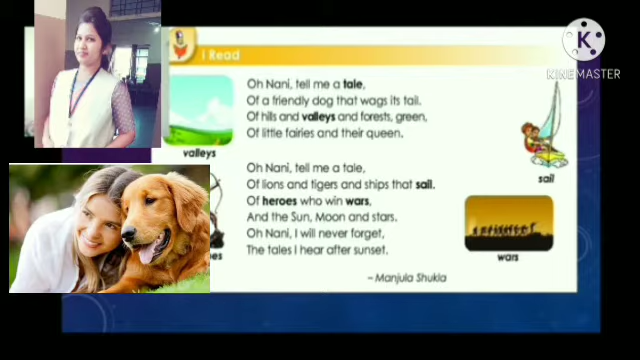 I Read
K
KINEMASTER
Oh Nani, tell me a tale,
Of a friendly dog that wags its tail.
Of hills and valleys and forests, green,
Of little fairies and their queen.
valleys
Oh Nani, tell me a tale,
Of lions and tigers and ships that sail.
Of heroes who win wars,
And the Sun, Moon and stars.
Oh Nani, I will never forget,
The tales I hear after sunset.
– Manjula Shukla
sail
wars